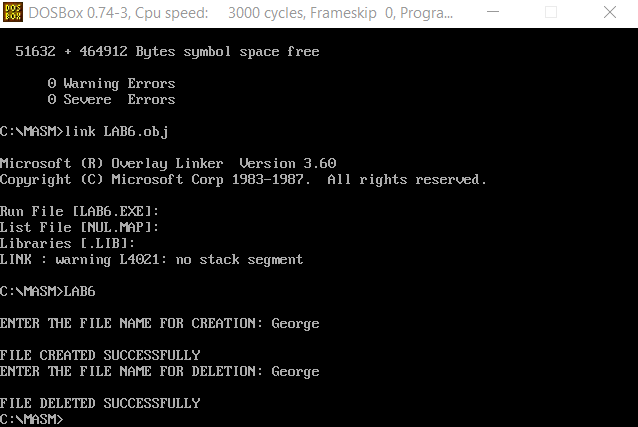 DOS
BOX
DOSBox 0.74-3, Cpu speed: 3000 cycles, Frameskip 0, Progra...
51632 + 464912 Bytes symbol space free
0 Warning Errors
0 Severe Errors
C:\MASM>link LAB6.obj
Microsoft (R) Overlay Linker Version 3.60
Copyright (C) Microsoft Corp 1983-1987. All rights reserved.
Run File [LAB6.EXE]:
List File [NUL.MAP]:
Libraries [.LIB]:
LINK : warning L4021: no stack segment
C:\MASM>LAB6
ENTER THE FILE NAME FOR CREATION: George
FILE CREATED SUCCESSFULLY
ENTER THE FILE NAME FOR DELETION: George
FILE DELETED SUCCESSFULLY
C:\MASM>